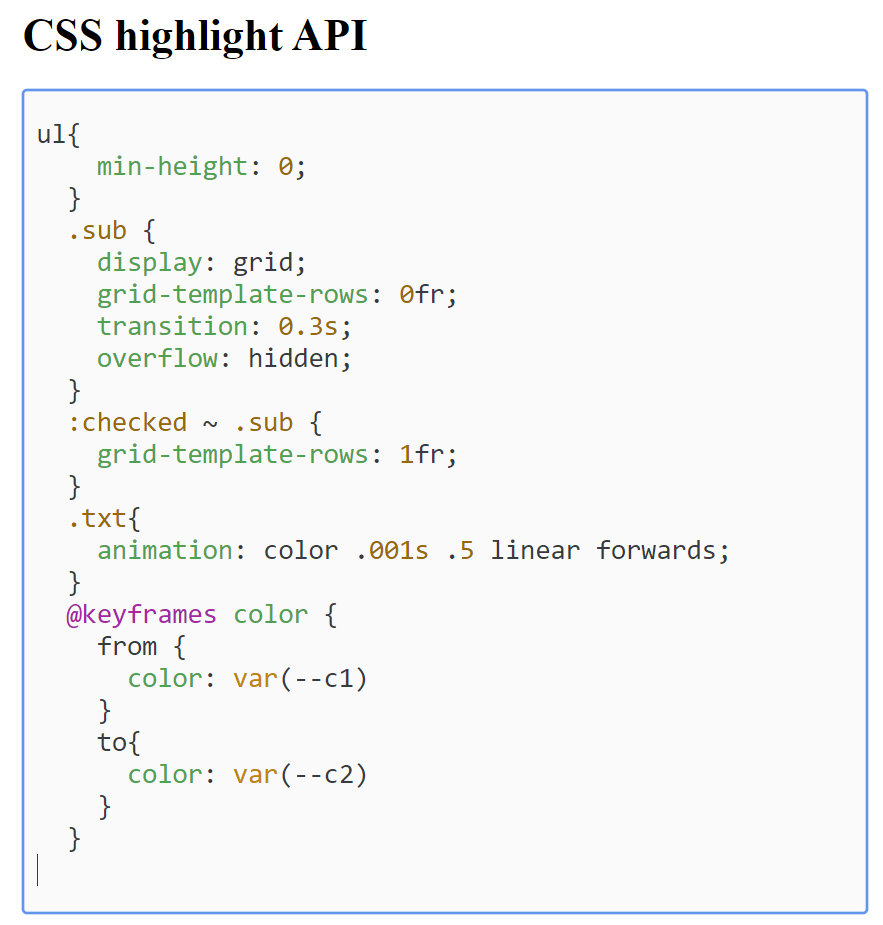 CSS highlight API
ul{
    min-height: 0;
  }
  .sub {
    display: grid;
    grid-template-rows: 0fr;
    transition: 0.3s;
    overflow: hidden;
  }
  :checked ~ .sub {
    grid-template-rows: 1fr;
  }
  .txt{
    animation: color .001s .5 linear forwards;
  }
  @keyframes color {
    from {
      color: var(--c1)
    }
    to{
      color: var(--c2)
    }
  }